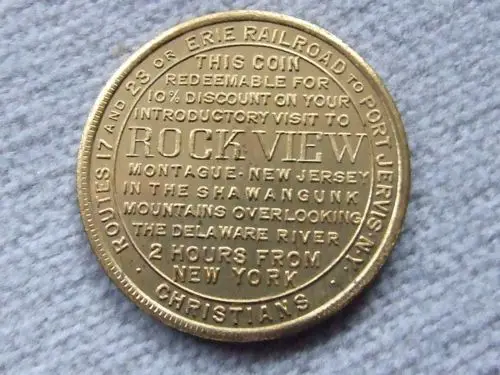 · ROUTES 17 AND 23 OR ERIE RAILROAD TO PORT JERVIS N.Y. ·
THIS COIN
REDEEMABLE FOR
10% DISCOUNT ON YOUR
INTRODUCTORY VISIT TO
ROCK VIEW
MONTAGUE - NEW JERSEY
IN THE SHAWANGUNK
MOUNTAINS OVERLOOKING
THE DELAWARE RIVER
2 HOURS FROM
NEW YORK
CHRISTIANS